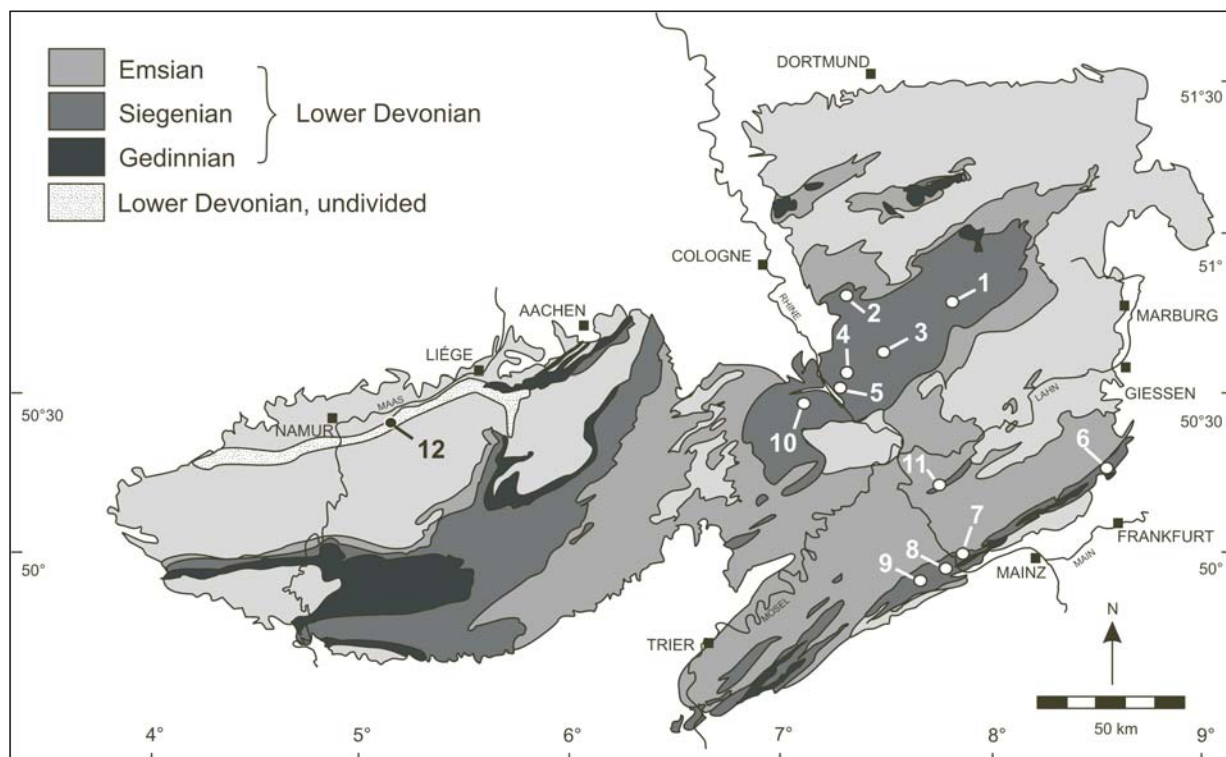 Emsian
Siegenian
Gedinnian
Lower Devonian
Lower Devonian, undivided
DORTMUND
51°30
COLOGNE
RHINE
51°
1
2
MARBURG
AACHEN
3
4
LIÉGE
5
GIESSEN
LAHN
50°30
MAAS
NAMUR
50°30
10
12
6
11
7
FRANKFURT
8
MAIN
50°
9
MAINZ
50°
MOSEL
N
TRIER
50 km
4°
5°
6°
7°
8°
9°